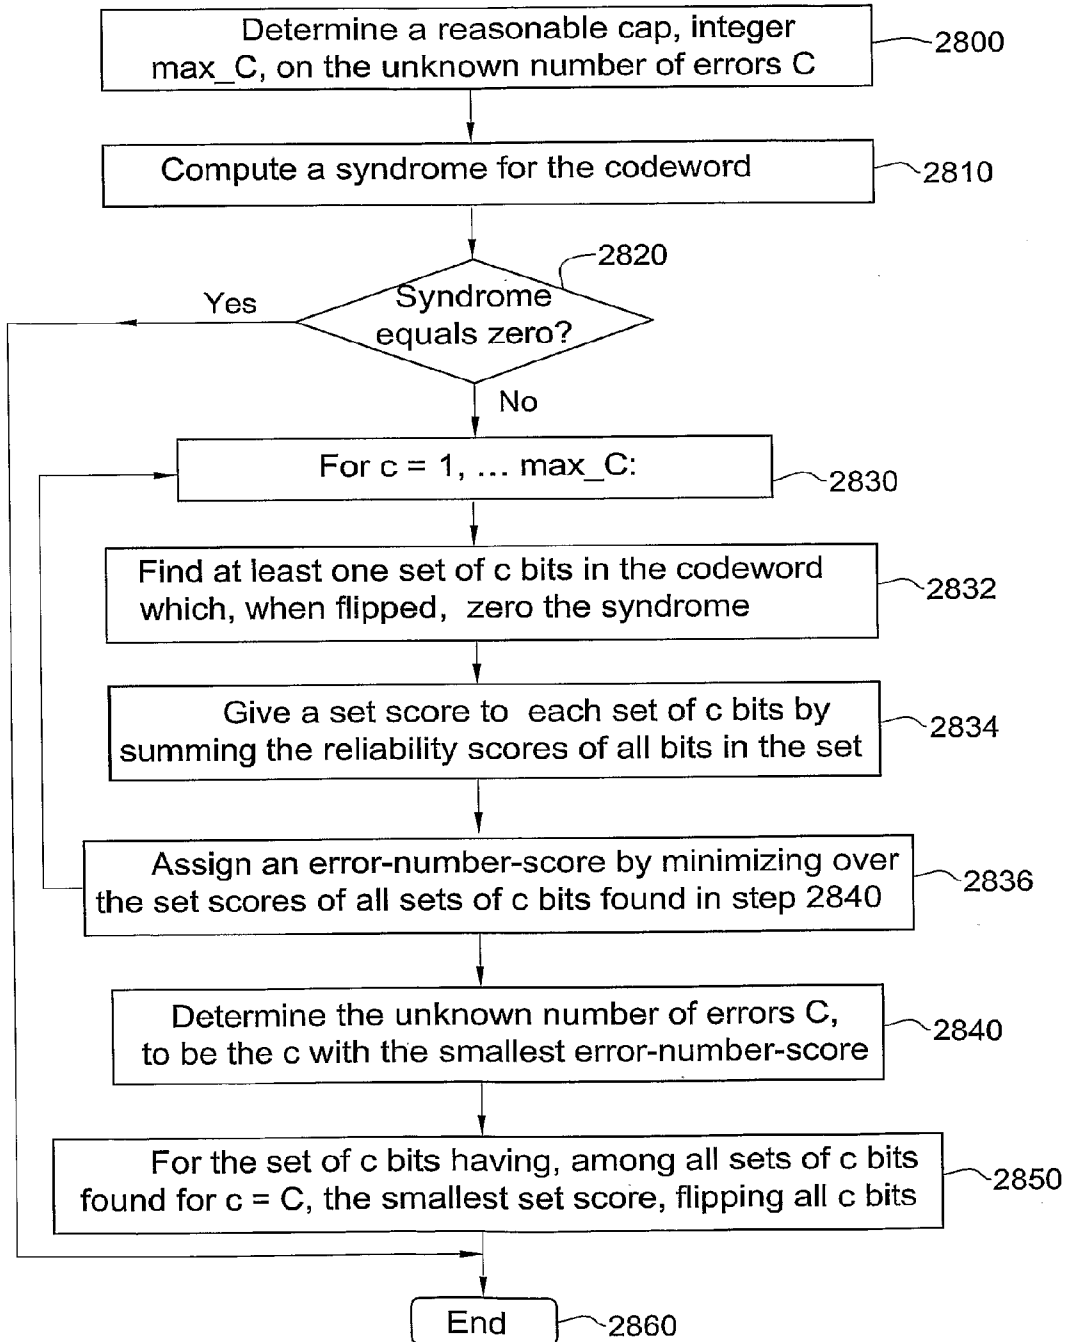 Determine a reasonable cap, integer
max_C, on the unknown number of errors C
2800
Compute a syndrome for the codeword
2810
2820
Syndrome
equals zero?
Yes
No
For c = 1, ... max_C:
2830
Find at least one set of c bits in the codeword
which, when flipped, zero the syndrome
2832
Give a set score to each set of c bits by
summing the reliability scores of all bits in the set
2834
Assign an error-number-score by minimizing over
the set scores of all sets of c bits found in step 2840
2836
Determine the unknown number of errors C,
to be the c with the smallest error-number-score
2840
For the set of c bits having, among all sets of c bits
found for c = C, the smallest set score, flipping all c bits
2850
End
2860